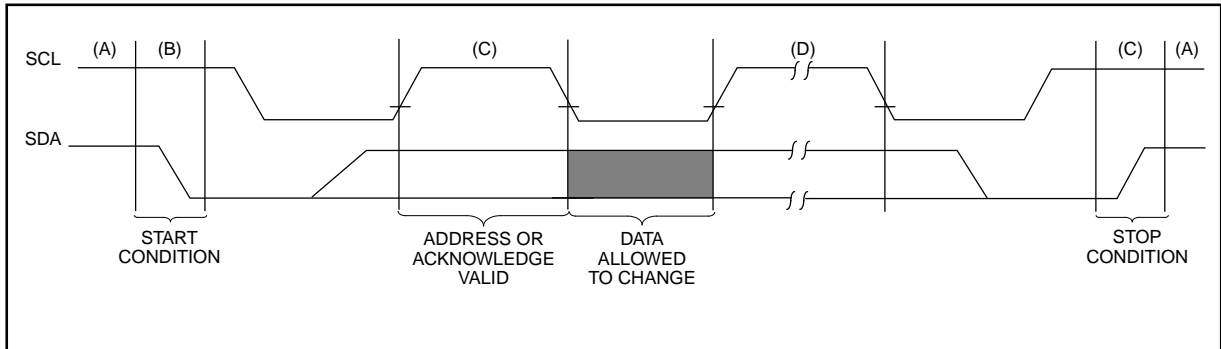 (A) (B) (C) (D) (C) (A)
SCL
SDA
START
CONDITION
ADDRESS OR
ACKNOWLEDGE
VALID
DATA
ALLOWED
TO CHANGE
STOP
CONDITION